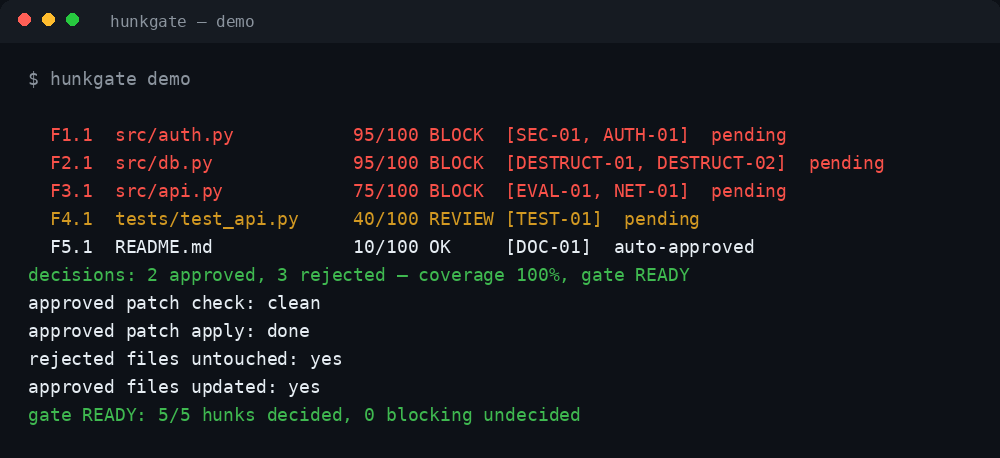 hunkgate — demo
$ hunkgate demo
F1.1 src/auth.py 95/100 BLOCK [SEC-01, AUTH-01] pending
F2.1 src/db.py 95/100 BLOCK [DESTRUCT-01, DESTRUCT-02] pending
F3.1 src/api.py 75/100 BLOCK [EVAL-01, NET-01] pending
F4.1 tests/test_api.py 40/100 REVIEW [TEST-01] pending
F5.1 README.md 10/100 OK [DOC-01] auto-approved
decisions: 2 approved, 3 rejected — coverage 100%, gate READY
approved patch check: clean
approved patch apply: done
rejected files untouched: yes
approved files updated: yes
gate READY: 5/5 hunks decided, 0 blocking undecided